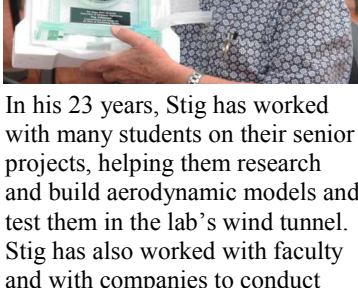 In his 23 years, Stig has worked
with many students on their senior
projects, helping them research
and build aerodynamic models and
test them in the lab's wind tunnel.
Stig has also worked with faculty
and with companies to conduct